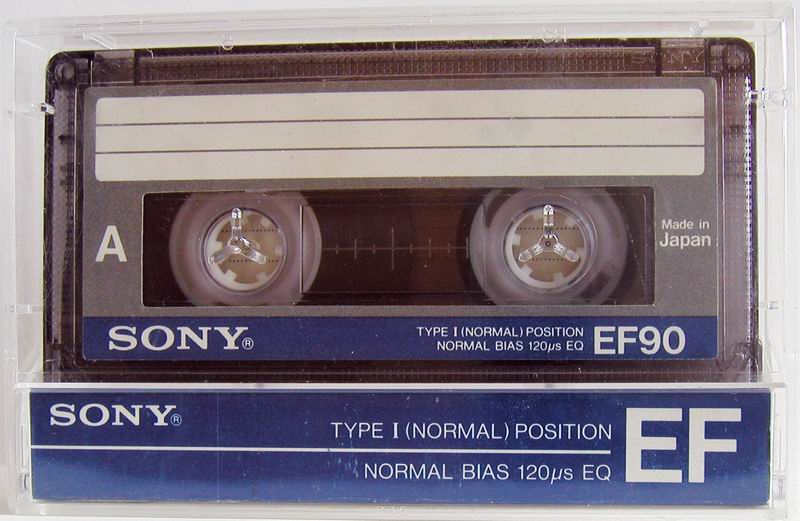 SONY
A
Made in
Japan
SONY®
TYPE I (NORMAL) POSITION
NORMAL BIAS 120μs EQ
EF90
SONY®
TYPE I (NORMAL) POSITION
NORMAL BIAS 120μs EQ
EF